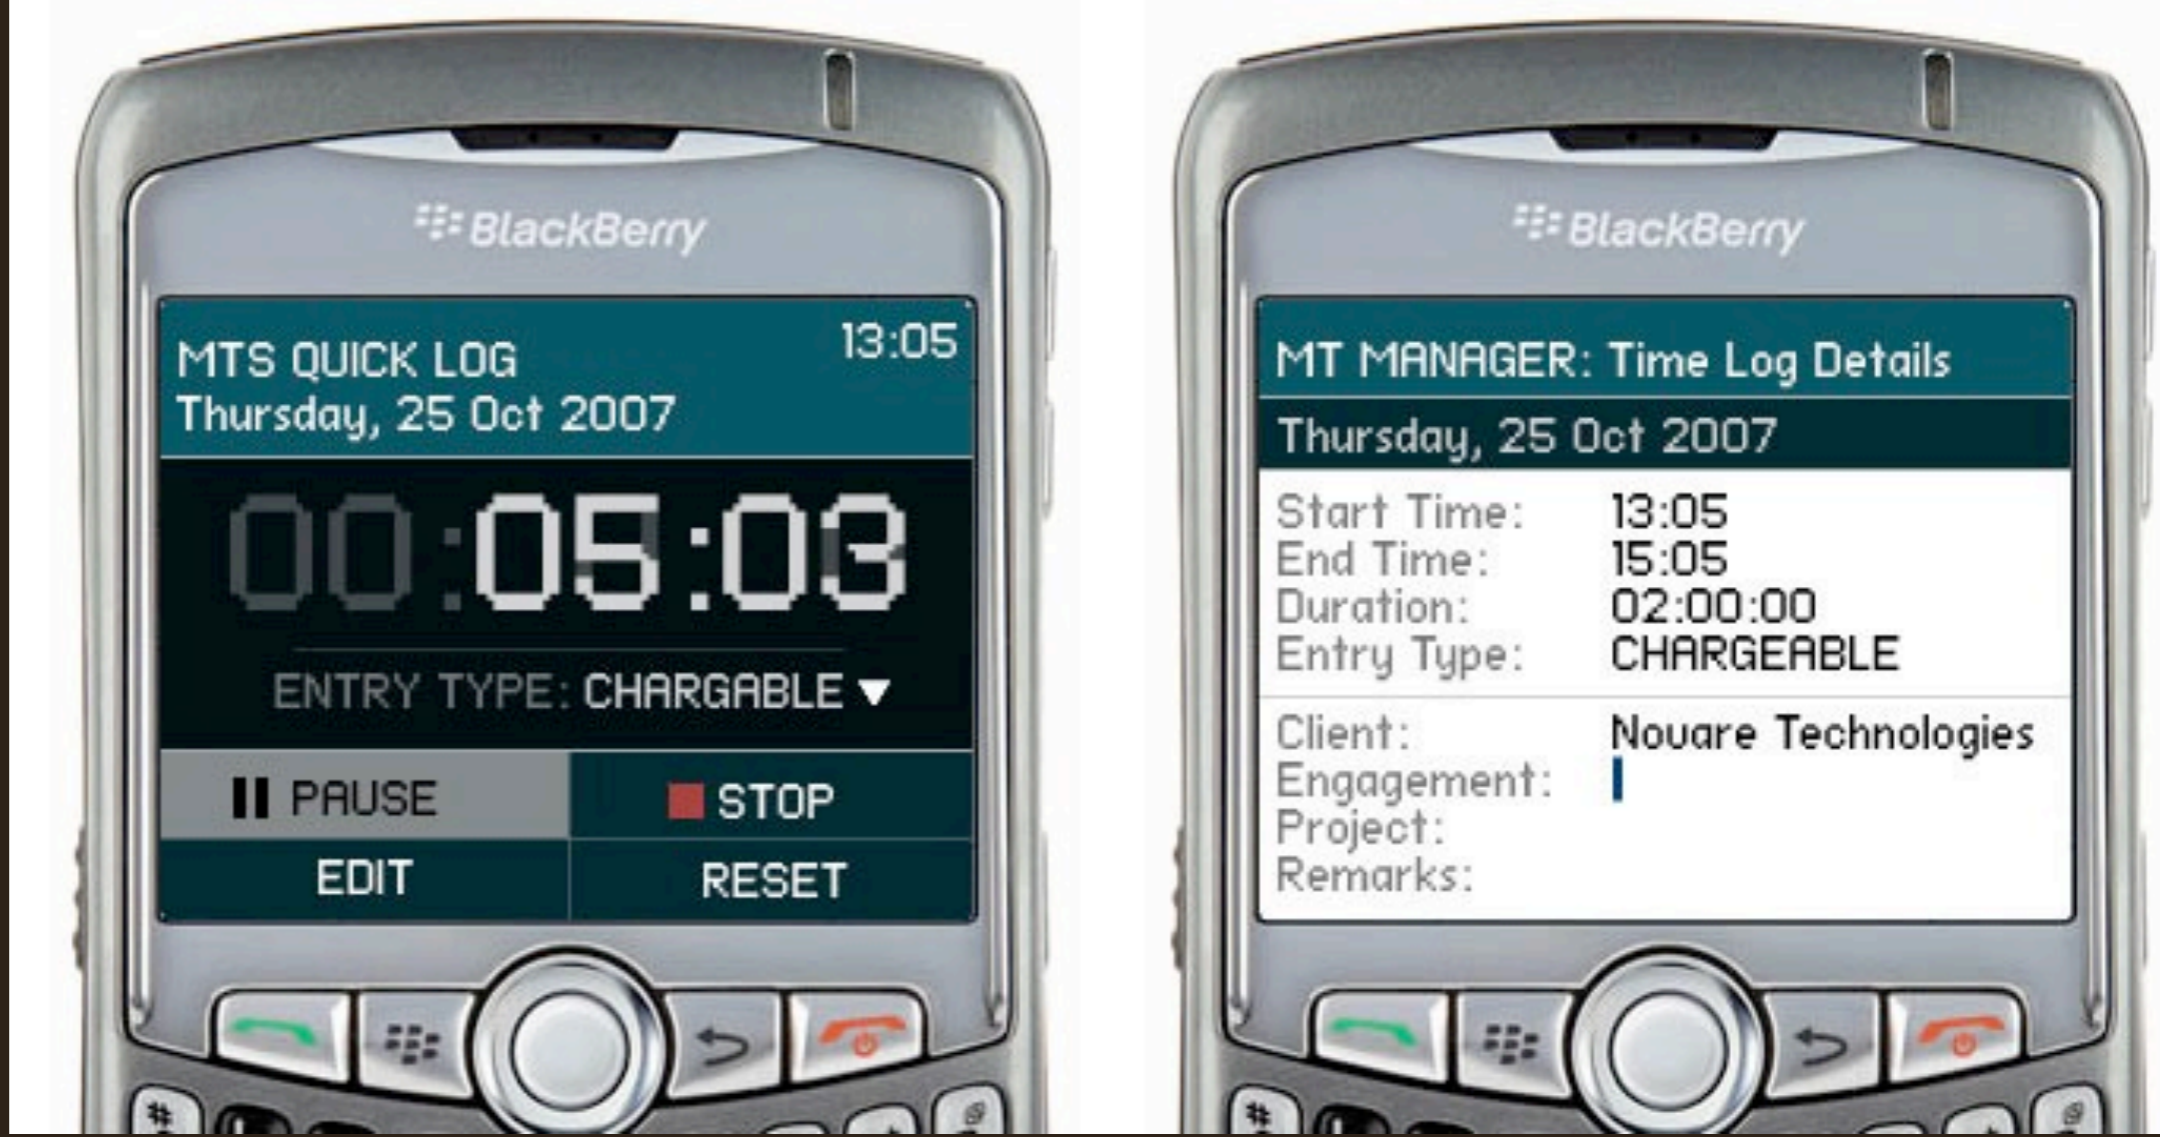 BlackBerry
MTS QUICK LOG
13:05
Thursday, 25 Oct 2007
00:05:03
ENTRY TYPE: CHARGABLE
PAUSE
STOP
EDIT
RESET
#
BlackBerry
MT MANAGER: Time Log Details
Thursday, 25 Oct 2007
Start Time: 13:05
End Time: 15:05
Duration: 02:00:00
Entry Type: CHARGEABLE
Client: Novare Technologies
Engagement:
Project:
Remarks:
#